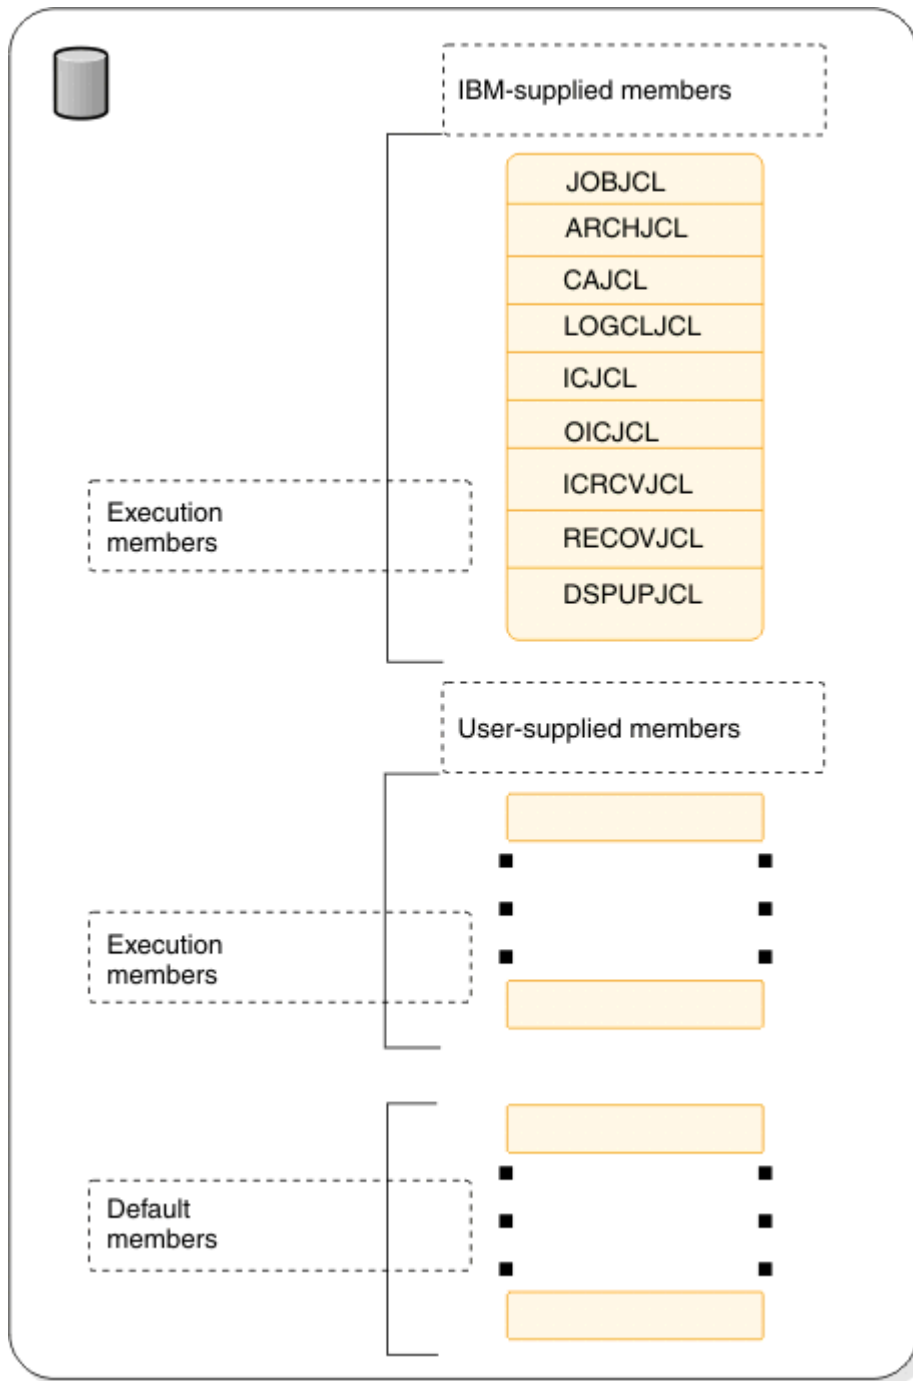 IBM-supplied members
JOBJCL
ARCHJCL
CAJCL
LOGCLJCL
ICJCL
OICJCL
ICRCVJCL
RECOVJCL
DSPUPJCL
Execution
members
User-supplied members
Execution
members
Default
members